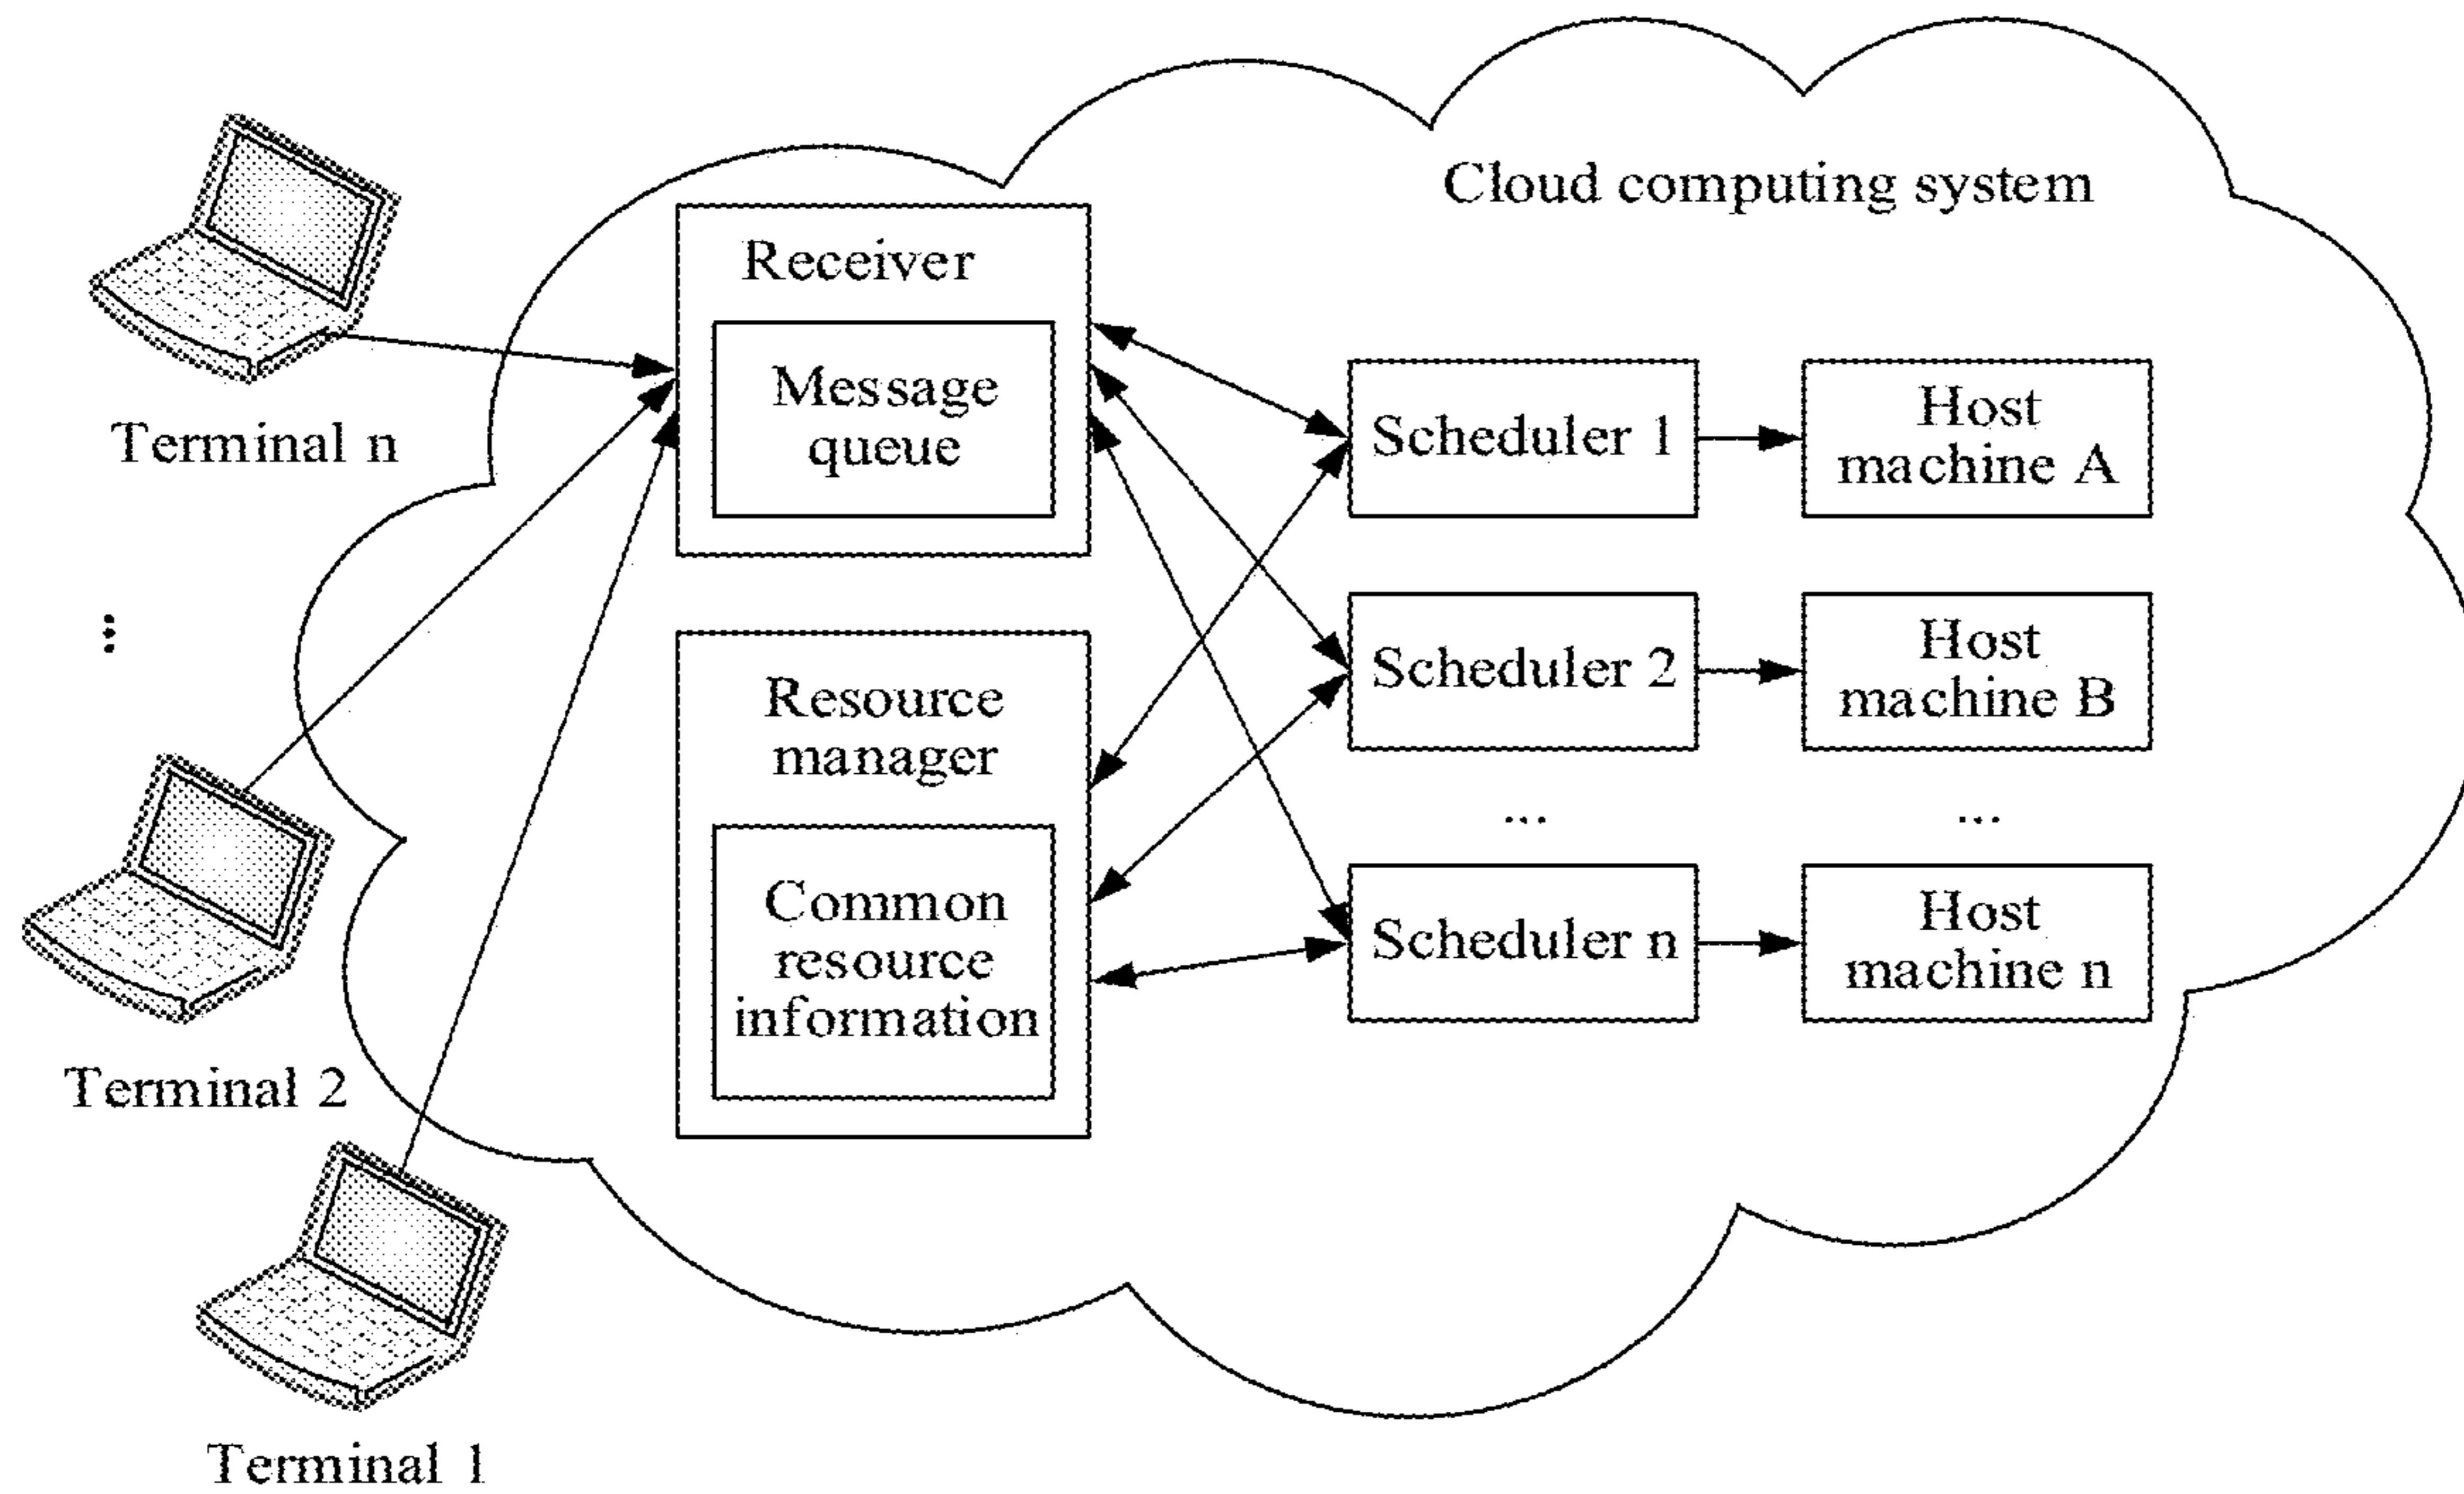 Cloud computing system
Receiver
Message
queue
Terminal n
...
Resource
manager
Common
resource
information
Scheduler 1
Host
machine A
Scheduler 2
Host
machine B
...
...
Scheduler n
Host
machine n
Terminal 2
Terminal 1